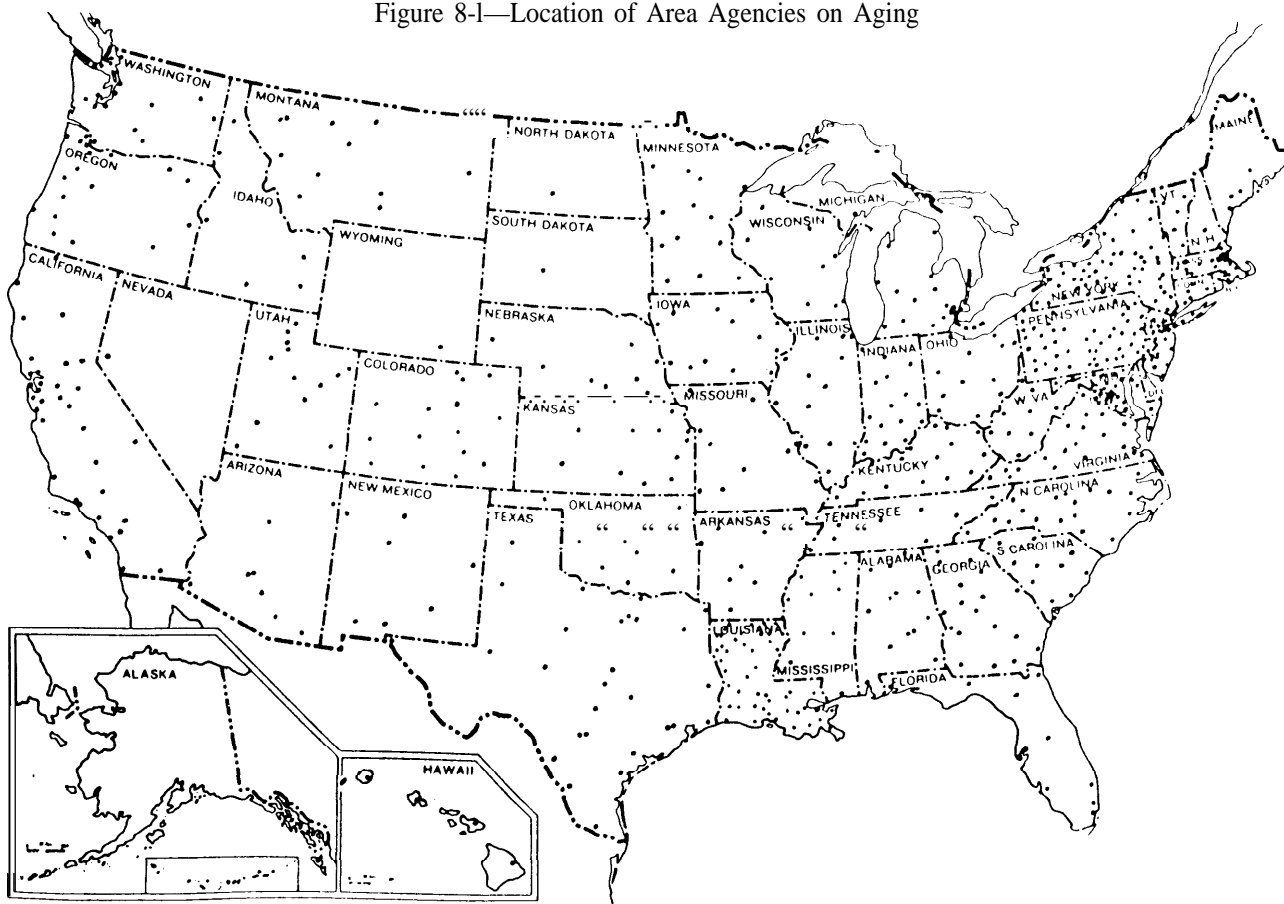 Figure 8-l—Location of Area Agencies on Aging
WASHINGTON
MONTANA
NORTH DAKOTA
MINNESOTA
MAINE
OREGON
IDAHO
MICHIGAN
VT
WISCONSIN
SOUTH DAKOTA
WYOMING
N H
CALIFORNIA
NEVADA
NEW YORK
IOWA
NEBRASKA
PENNSYLVANIA
UTAH
ILLINOIS
INDIANA
OHIO
COLORADO
MISSOURI
KANSAS
W VA
ARIZONA
KENTUCKY
VIRGINIA
NEW MEXICO
N CAROLINA
OKLAHOMA
TEXAS
ARKANSAS
TENNESSEE
S CAROLINA
ALABAMA
GEORGIA
LOUISIANA
MISSISSIPPI
FLORIDA
ALASKA
HAWAII